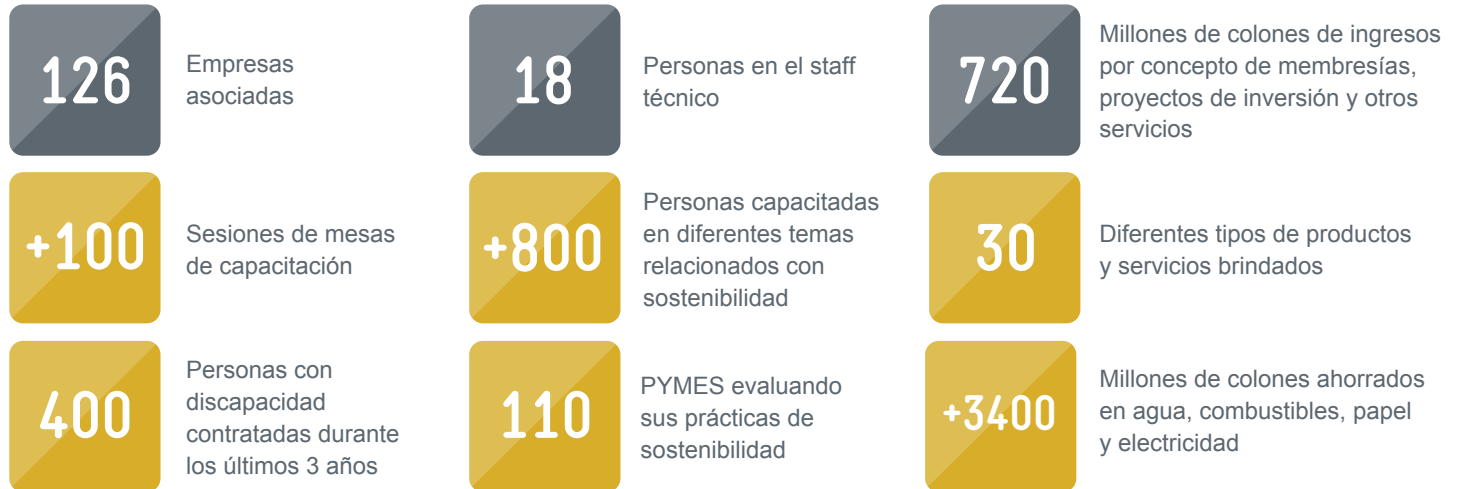 126
Empresas
asociadas
18
Personas en el staff
técnico
720
Millones de colones de ingresos
por concepto de membresías,
proyectos de inversión y otros
servicios
+100
Sesiones de mesas
de capacitación
+800
Personas capacitadas
en diferentes temas
relacionados con
sostenibilidad
30
Diferentes tipos de productos
y servicios brindados
400
Personas con
discapacidad
contratadas durante
los últimos 3 años
110
PYMES evaluando
sus prácticas de
sostenibilidad
+3400
Millones de colones ahorrados
en agua, combustibles, papel
y electricidad